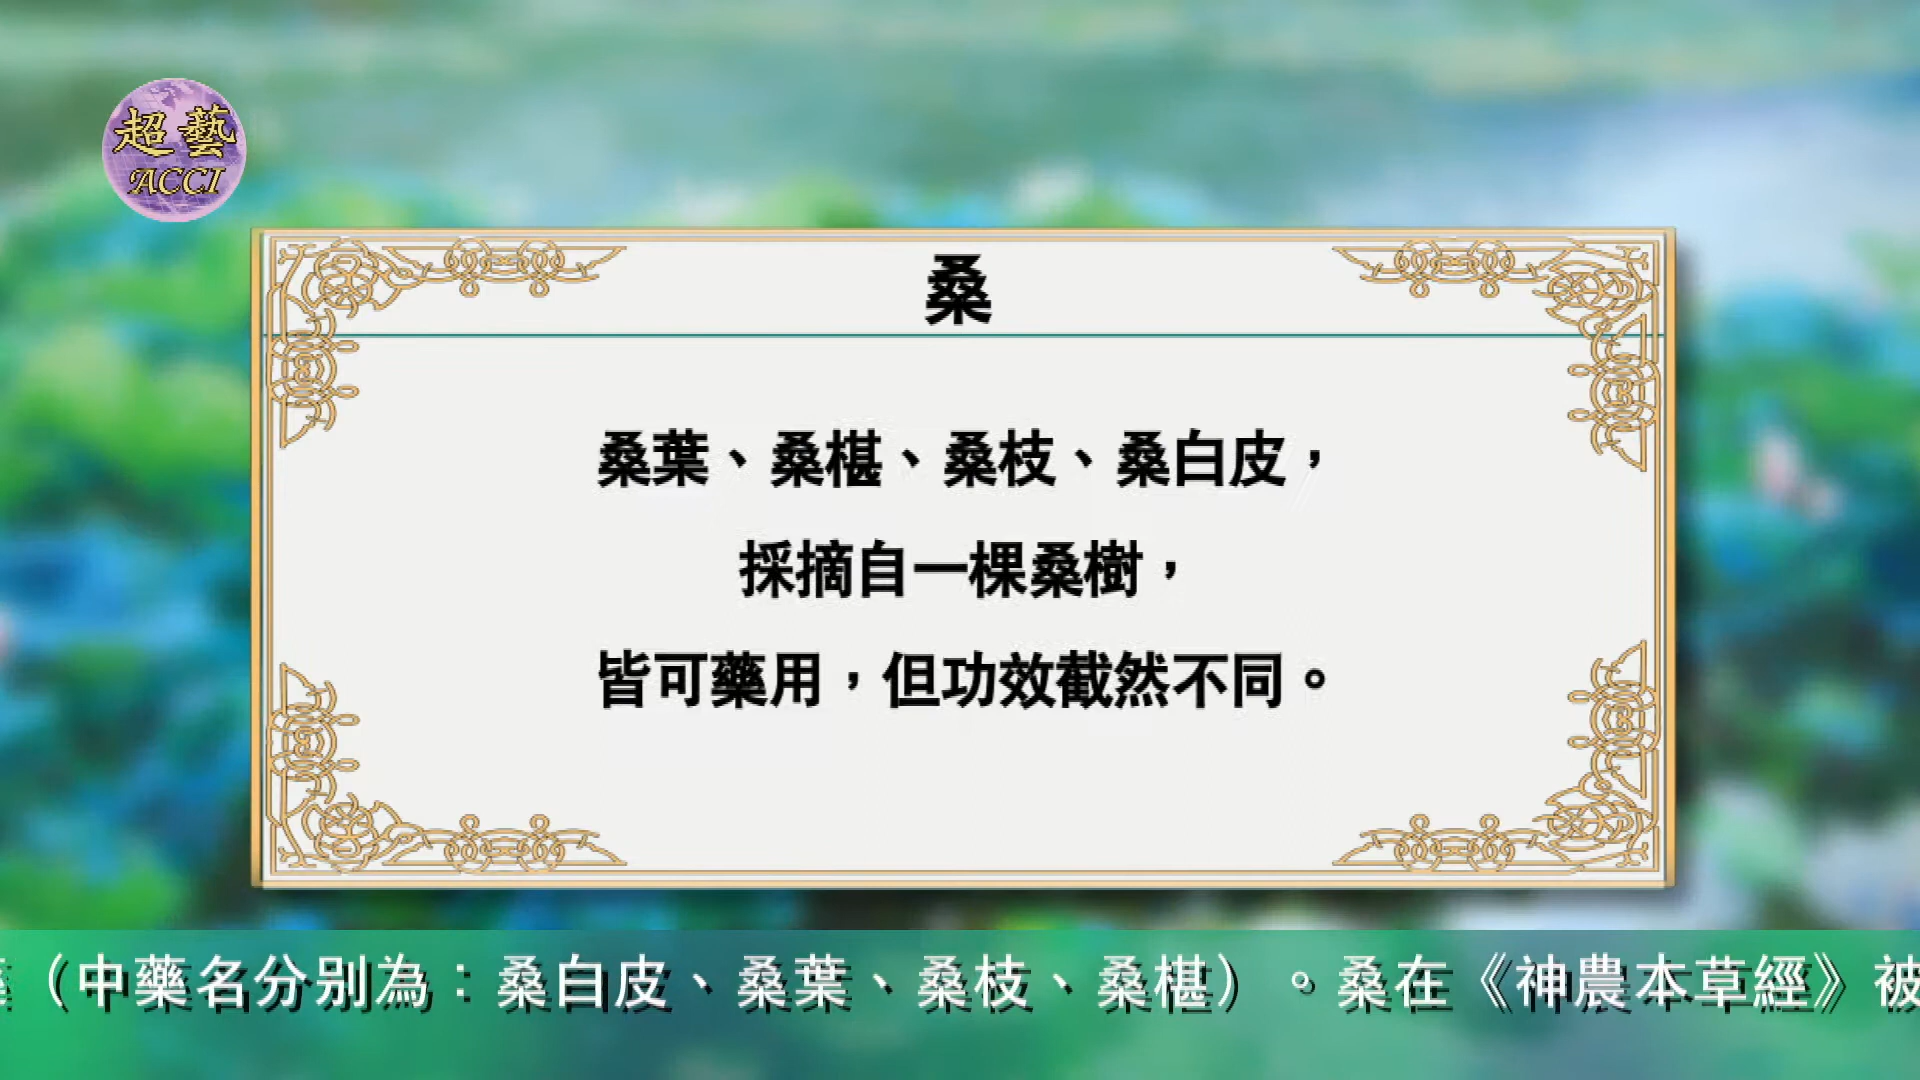 超藝
ACCI
桑
桑葉、桑椹、桑枝、桑白皮，
採摘自一棵桑樹，
皆可藥用，但功效截然不同。
（中藥名分别為：桑白皮、桑葉、桑枝、桑椹）。桑在《神農本草經》被